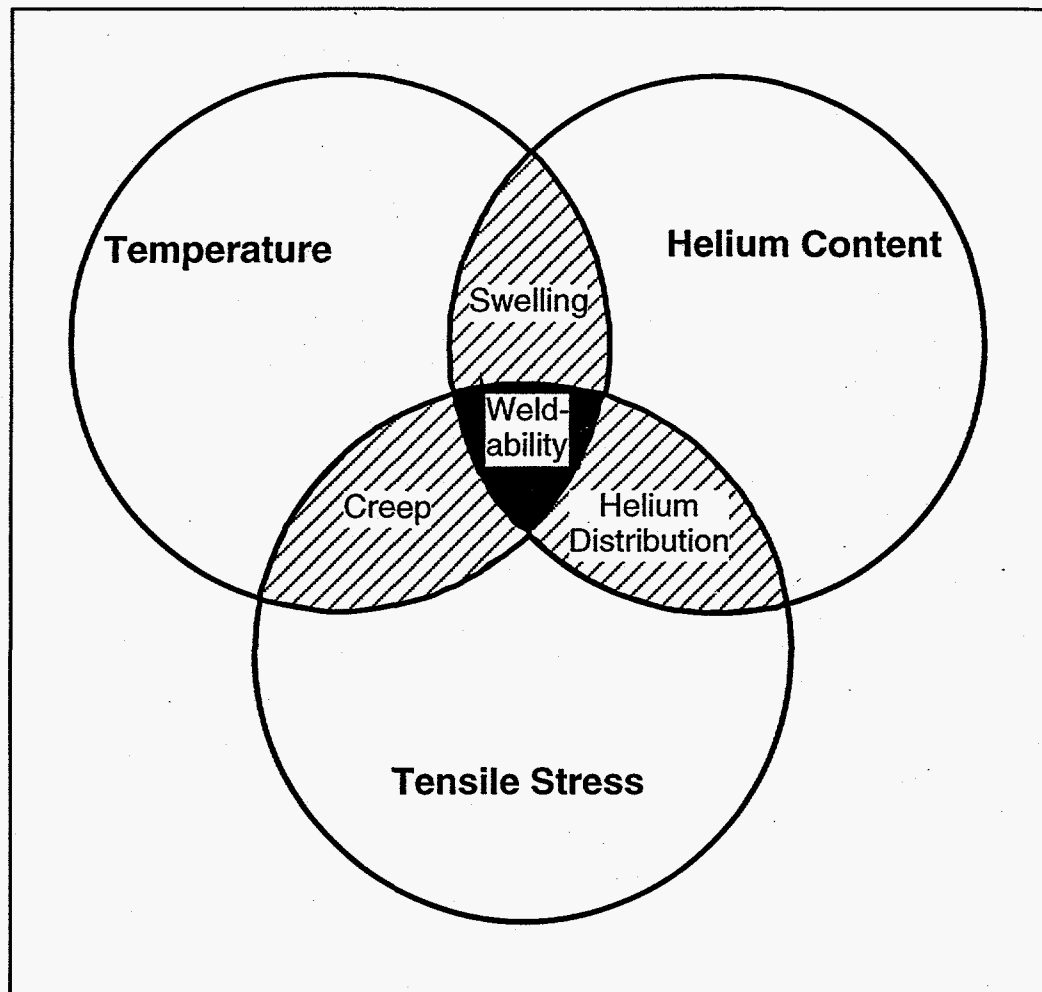 Temperature
Helium Content
Swelling
Weld-
ability
Creep
Helium
Distribution
Tensile Stress